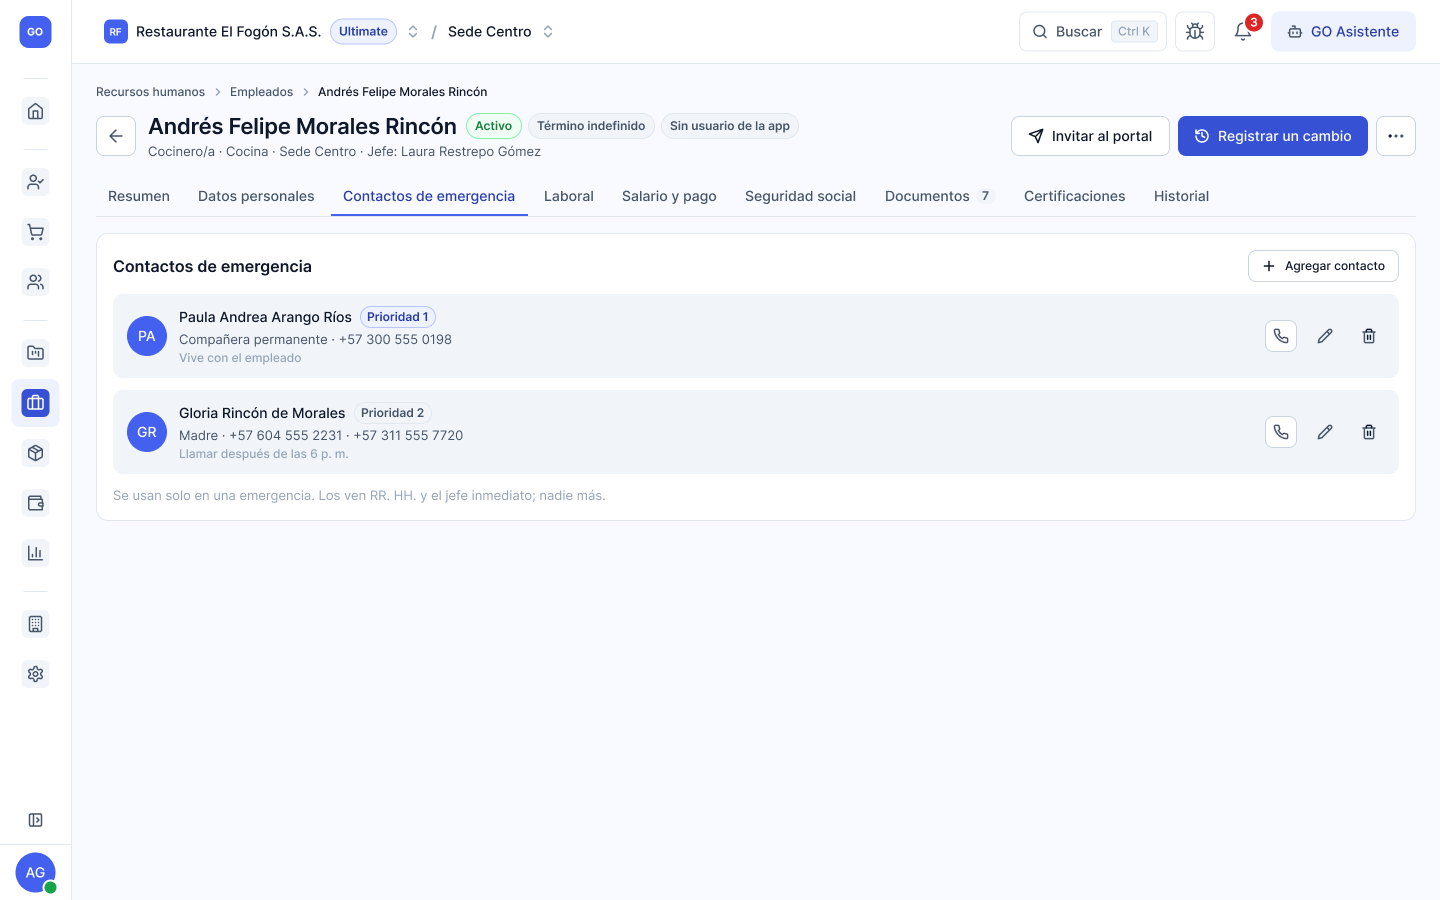 GO
RF Restaurante El Fogón S.A.S. Ultimate / Sede Centro
Buscar Ctrl K
3
GO Asistente
Recursos humanos > Empleados > Andrés Felipe Morales Rincón
Andrés Felipe Morales Rincón Activo Término indefinido Sin usuario de la app
Cocinero/a · Cocina · Sede Centro · Jefe: Laura Restrepo Gómez
Invitar al portal
Registrar un cambio
Resumen Datos personales Contactos de emergencia Laboral Salario y pago Seguridad social Documentos 7 Certificaciones Historial
Contactos de emergencia
Agregar contacto
PA
Paula Andrea Arango Ríos Prioridad 1
Compañera permanente · +57 300 555 0198
Vive con el empleado
GR
Gloria Rincón de Morales Prioridad 2
Madre · +57 604 555 2231 · +57 311 555 7720
Llamar después de las 6 p. m.
Se usan solo en una emergencia. Los ven RR. HH. y el jefe inmediato; nadie más.
AG